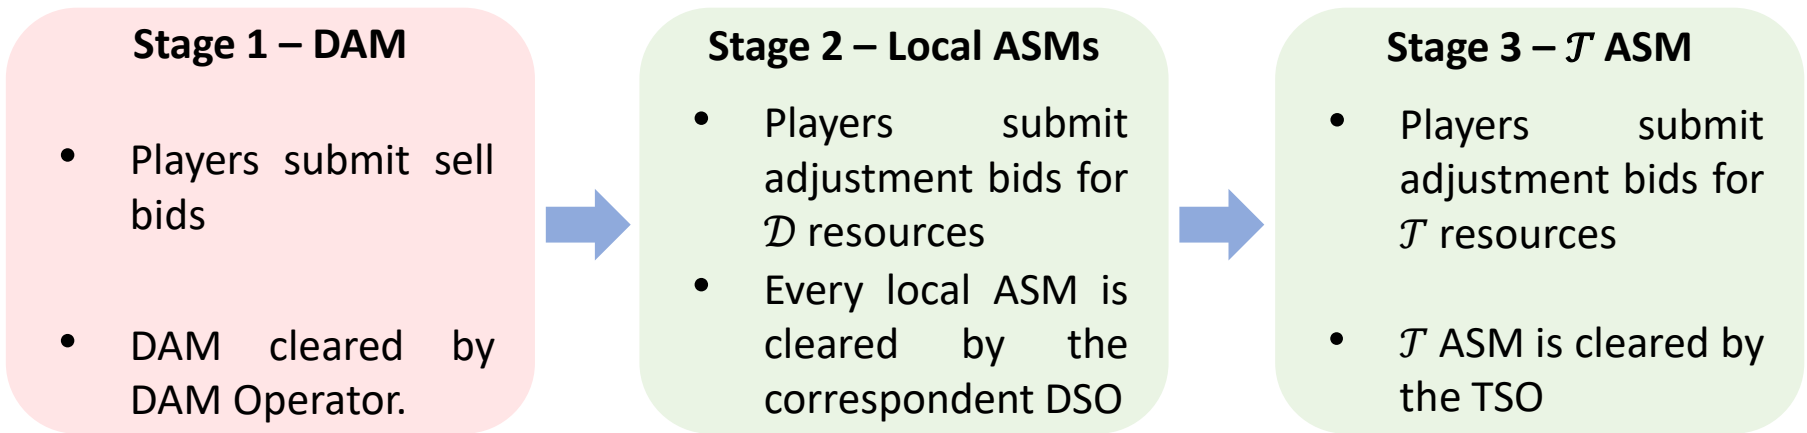 Stage 1 – DAM
• Players submit sell
bids
• DAM cleared by
DAM Operator.
Stage 2 – Local ASMs
• Players submit
adjustment bids for
𝒟 resources
• Every local ASM is
cleared by the
correspondent DSO
Stage 3 – 𝒯 ASM
• Players submit
adjustment bids for
𝒯 resources
• 𝒯 ASM is cleared by
the TSO